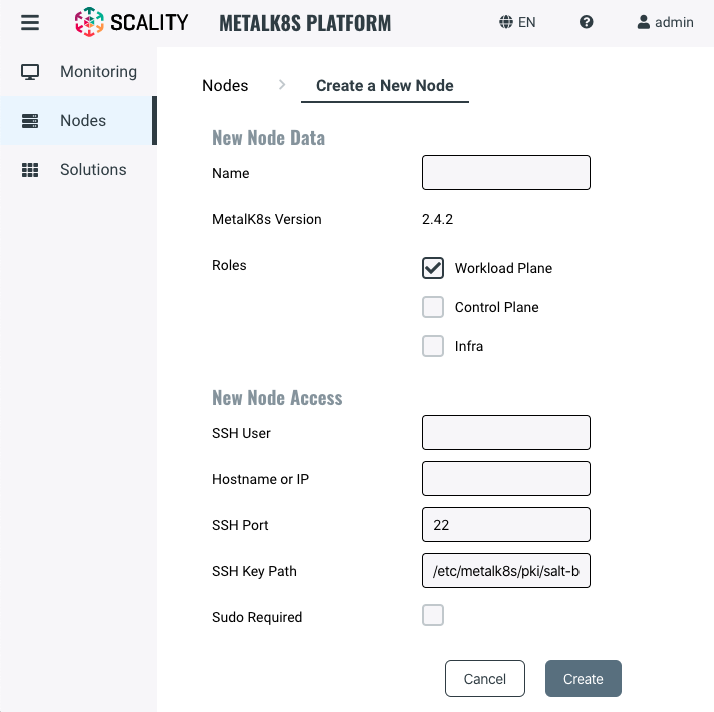 SCALITY METALK8S PLATFORM EN admin
Monitoring
Nodes
Solutions
Nodes Create a New Node
New Node Data
Name
MetalK8s Version 2.4.2
Roles Workload Plane
Control Plane
Infra
New Node Access
SSH User
Hostname or IP
SSH Port 22
SSH Key Path /etc/metalk8s/pki/salt-b
Sudo Required
Cancel Create